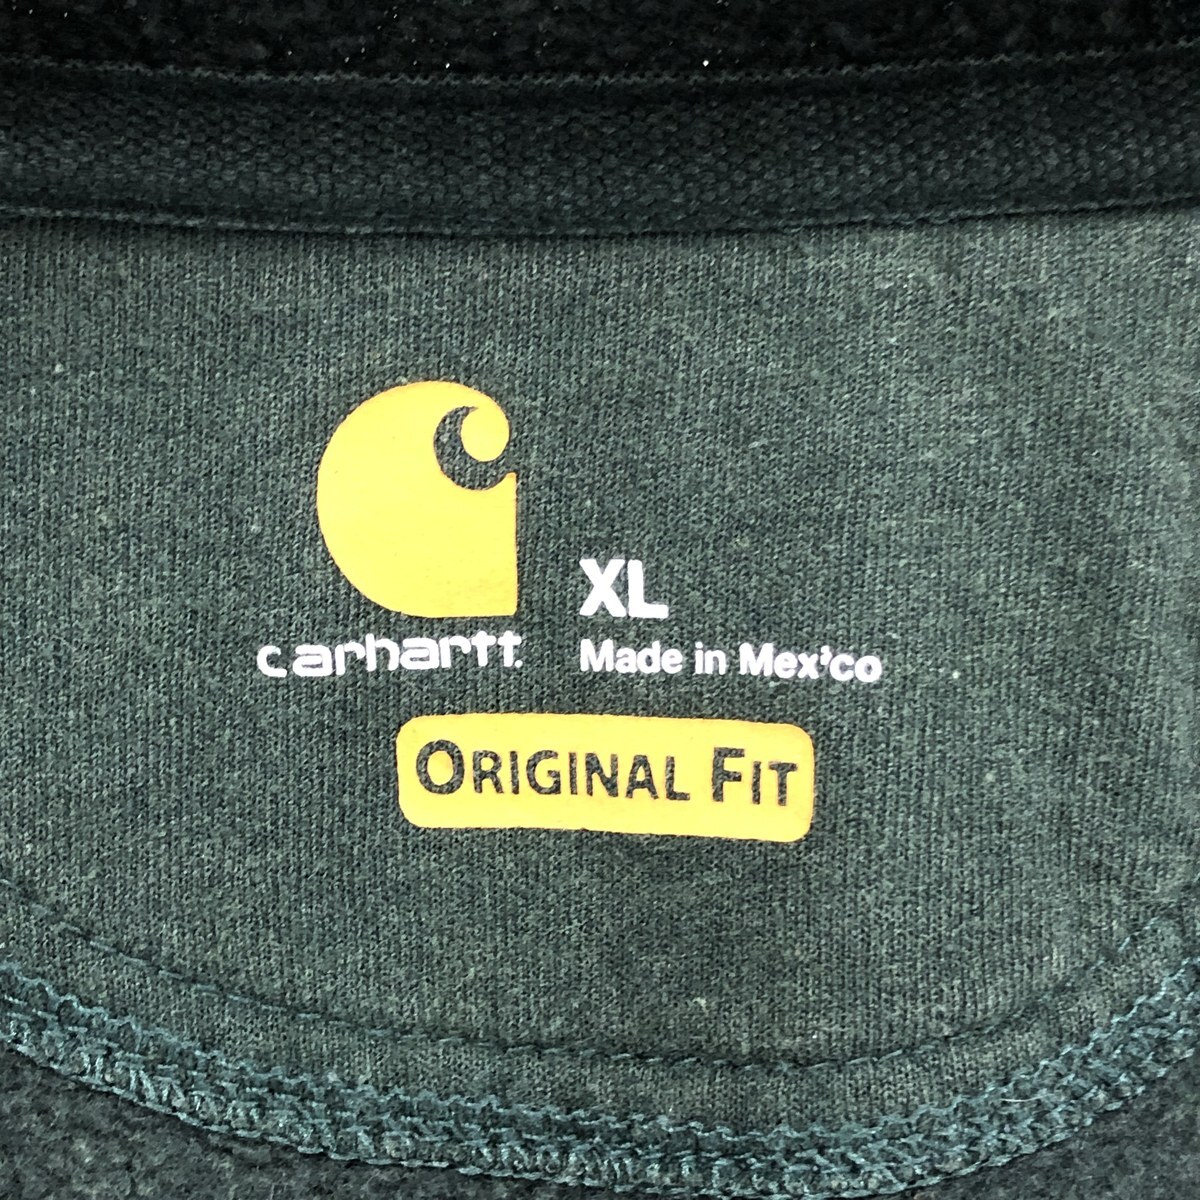 XL
carhartt.
Made in Mex'co
ORIGINAL FIT